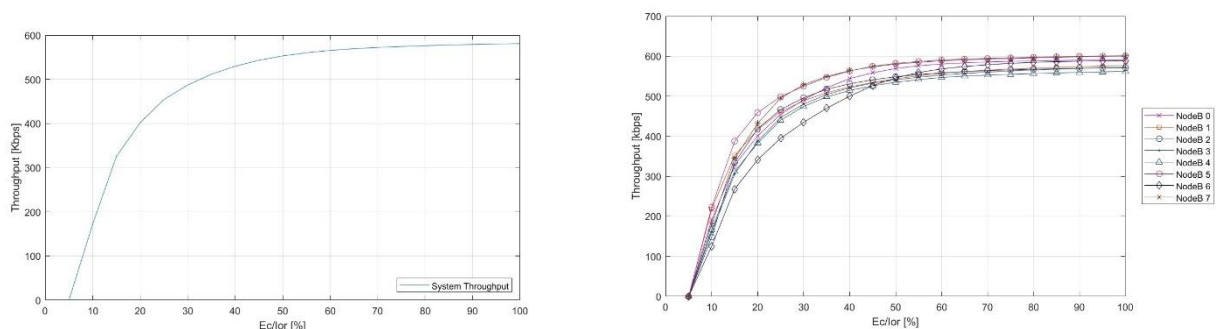 600
500
400
300
200
100
0
Throughput [Kbps]
0 10 20 30 40 50 60 70 80 90 100
Ec/Ior [%]
System Throughput
700
600
500
400
300
200
100
0
Throughput [Kbps]
0 10 20 30 40 50 60 70 80 90 100
Ec/Ior [%]
NodeB 0
NodeB 1
NodeB 2
NodeB 3
NodeB 4
NodeB 5
NodeB 6
NodeB 7